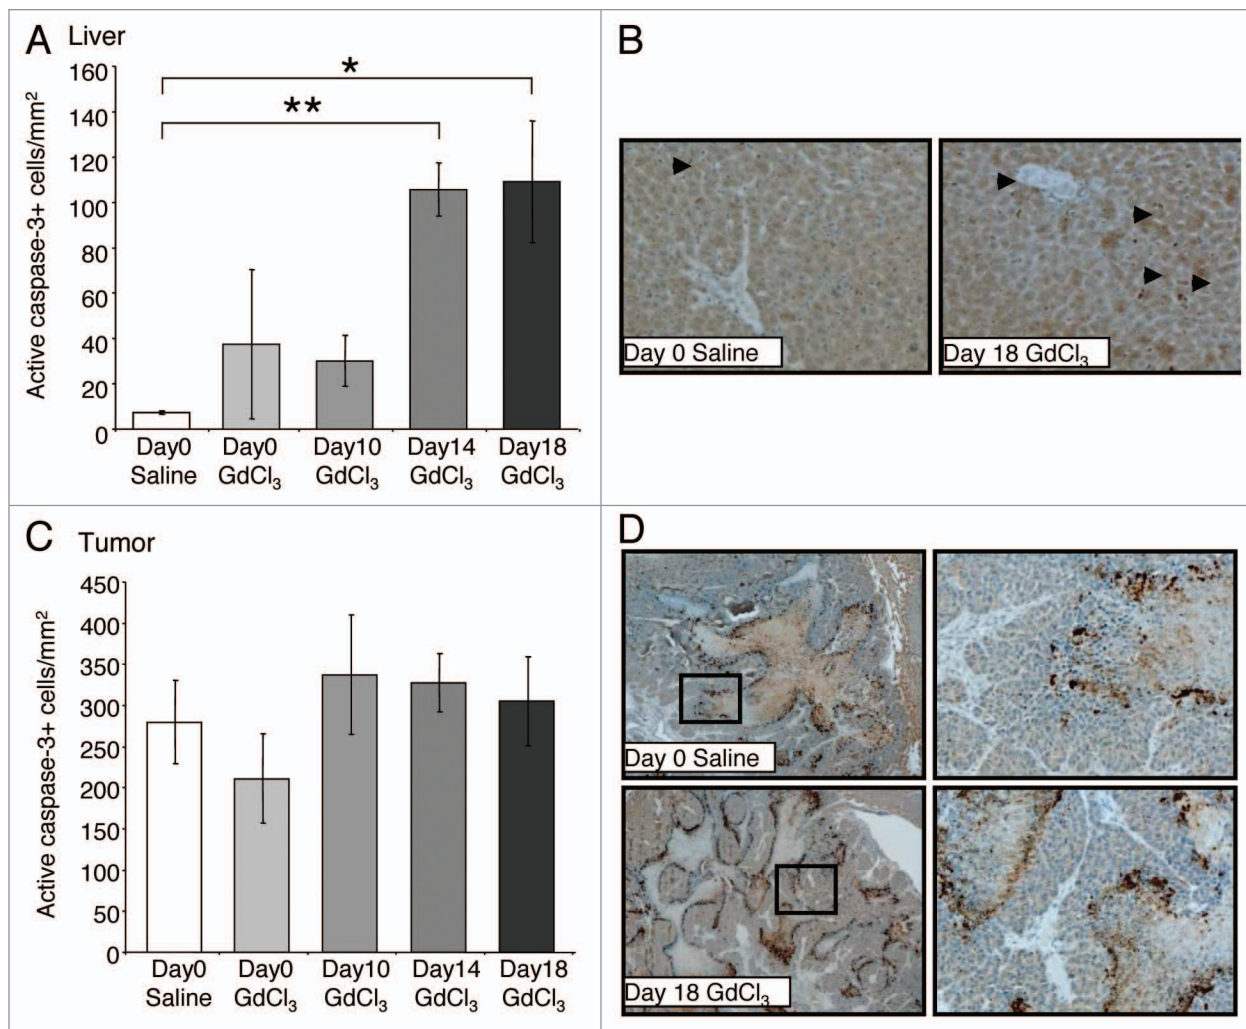 A Liver
Active caspase-3+ cells/mm²
160
140
120
100
80
60
40
20
0
*
**
Day0 Saline
Day0 GdCl₃
Day10 GdCl₃
Day14 GdCl₃
Day18 GdCl₃
B
Day 0 Saline
Day 18 GdCl₃
C Tumor
Active caspase-3+ cells/mm²
450
400
350
300
250
200
150
100
50
0
Day0 Saline
Day0 GdCl₃
Day10 GdCl₃
Day14 GdCl₃
Day18 GdCl₃
D
Day 0 Saline
Day 18 GdCl₃